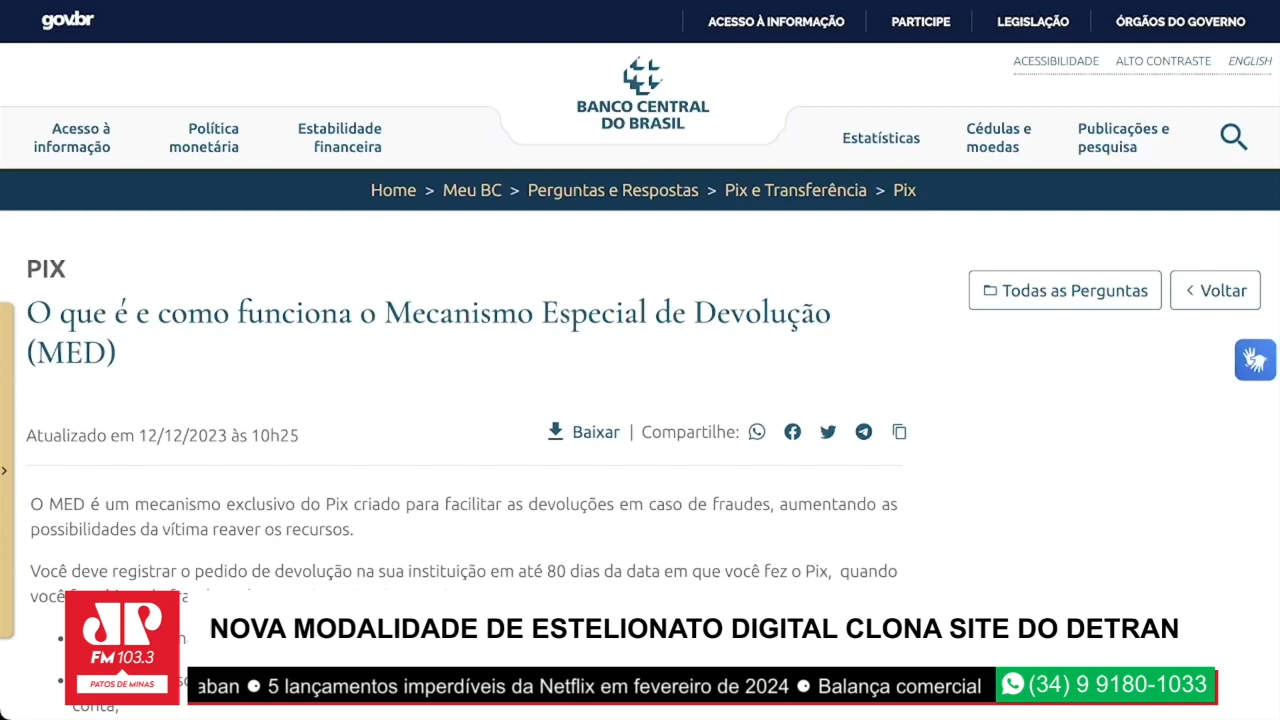 gov.br
ACESSO À INFORMAÇÃO PARTICIPE LEGISLAÇÃO ÓRGÃOS DO GOVERNO
ACESSIBILIDADE ALTO CONTRASTE ENGLISH
BANCO CENTRAL
DO BRASIL
Acesso à
informação
Política
monetária
Estabilidade
financeira
Estatísticas
Cédulas e
moedas
Publicações e
pesquisa
Home > Meu BC > Perguntas e Respostas > Pix e Transferência > Pix
PIX
Todas as Perguntas
Voltar
O que é e como funciona o Mecanismo Especial de Devolução
(MED)
Atualizado em 12/12/2023 às 10h25
Baixar | Compartilhe:
O MED é um mecanismo exclusivo do Pix criado para facilitar as devoluções em caso de fraudes, aumentando as
possibilidades da vítima reaver os recursos.
Você deve registrar o pedido de devolução na sua instituição em até 80 dias da data em que você fez o Pix, quando
você
conta,
JP
FM 103.3
PATOS DE MINAS
NOVA MODALIDADE DE ESTELIONATO DIGITAL CLONA SITE DO DETRAN
aban • 5 lançamentos imperdíveis da Netflix em fevereiro de 2024 • Balança comercial
(34) 9 9180-1033